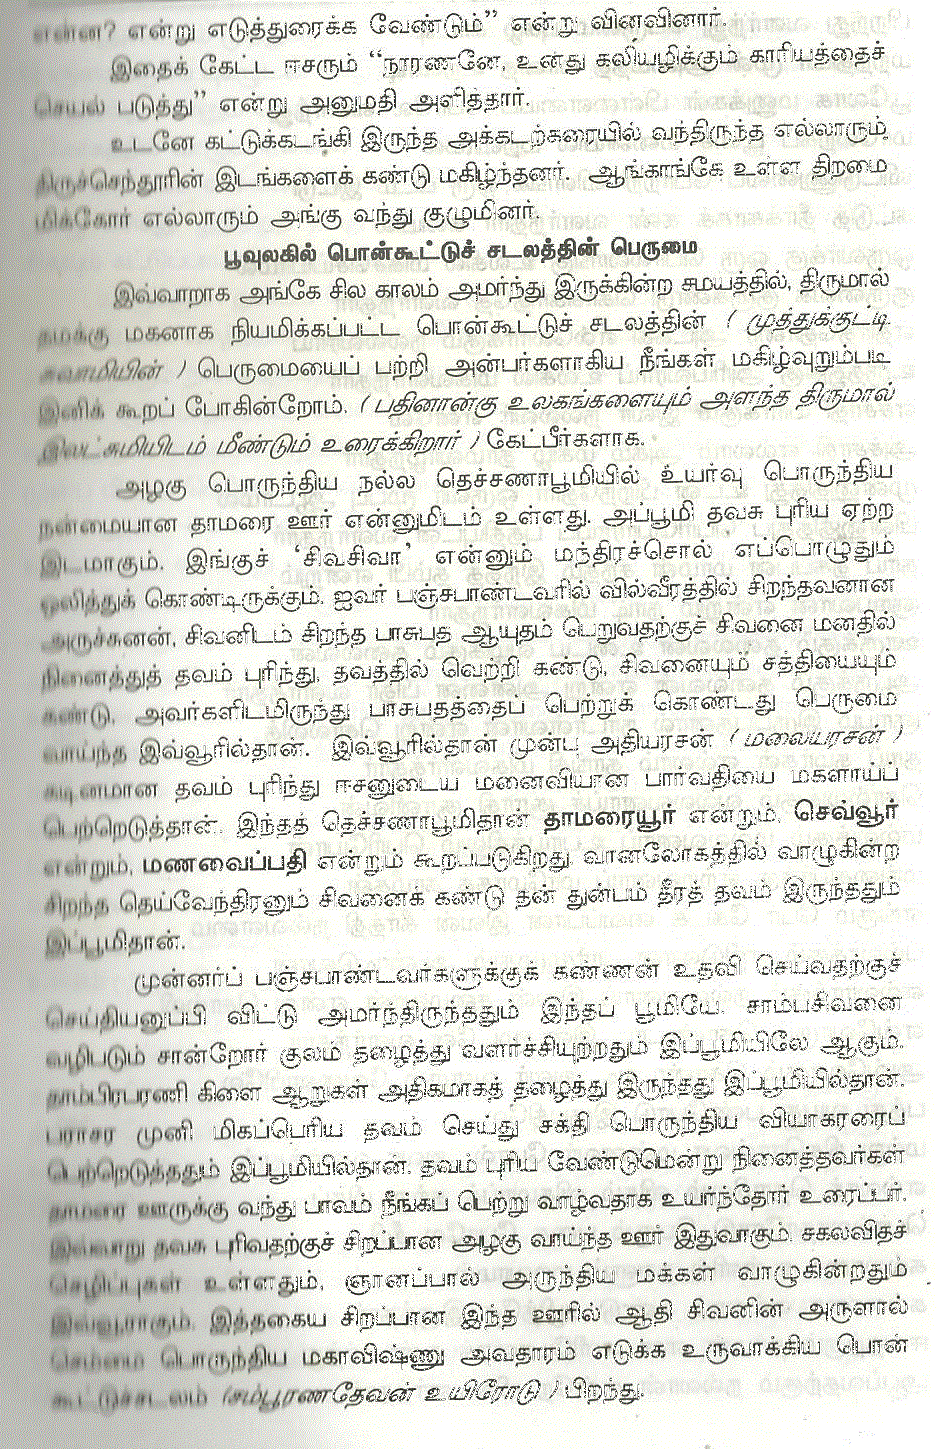 என்ன? என்று எடுத்துரைக்க வேண்டும்” என்று வினவினார்.
இதைக் கேட்ட ஈசரும் “நாரணனே, உனது கலியழிக்கும் காரியத்தைச்
செயல் படுத்து” என்று அனுமதி அளித்தார்.
உடனே கட்டுக்கடங்கி இருந்த அக்கடற்கரையில் வந்திருந்த எல்லாரும்,
திருச்செந்தூரின் இடங்களைக் கண்டு மகிழ்ந்தனர். ஆங்காங்கே உள்ள திறமை
மிக்கோர் எல்லாரும் அங்கு வந்து குழுமினர்.
பூவுலகில் பொன்கூட்டுச் சடலத்தின் பெருமை
இவ்வாறாக அங்கே சில காலம் அமர்ந்து இருக்கின்ற சமயத்தில், திருமால்
தமக்கு மகனாக நியமிக்கப்பட்ட பொன்கூட்டுச் சடலத்தின் ( முத்துக்குட்டி
சுவாமியின் ) பெருமையைப் பற்றி அன்பர்களாகிய நீங்கள் மகிழ்வுறும்படி
இனிக் கூறப் போகின்றோம். ( பதினான்கு உலகங்களையும் அளந்த திருமால்
இலட்சுமியிடம் மீண்டும் உரைக்கிறார் ) கேட்பீர்களாக.
அழகு பொருந்திய நல்ல தெச்சணாபூமியில் உயர்வு பொருந்திய
நன்மையான தாமரை ஊர் என்னுமிடம் உள்ளது. அப்பூமி தவசு புரிய ஏற்ற
இடமாகும். இங்குச் ‘சிவசிவா’ என்னும் மந்திரச்சொல் எப்பொழுதும்
ஒலித்துக் கொண்டிருக்கும். ஐவர் பஞ்சபாண்டவரில் வில்வீரத்தில் சிறந்தவனான
அருச்சுனன், சிவனிடம் சிறந்த பாசுபத ஆயுதம் பெறுவதற்குச் சிவனை மனதில்
நினைத்துத் தவம் புரிந்து, தவத்தில் வெற்றி கண்டு, சிவனையும் சத்தியையும்
கண்டு, அவர்களிடமிருந்து பாசுபதத்தைப் பெற்றுக் கொண்டது பெருமை
வாய்ந்த இவ்வூரில்தான். இவ்வூரில்தான் முன்பு அதியரசன் ( மலையரசன் )
கடினமான தவம் புரிந்து ஈசனுடைய மனைவியான பார்வதியை மகளாய்ப்
பெற்றெடுத்தான். இந்தத் தெச்சணாபூமிதான் தாமரையூர் என்றும், செவ்வூர்
என்றும், மணவைப்பதி என்றும் கூறப்படுகிறது. வானலோகத்தில் வாழுகின்ற
சிறந்த தெய்வேந்திரனும் சிவனைக் கண்டு தன் துன்பம் தீரத் தவம் இருந்ததும்
இப்பூமிதான்.
முன்னர்ப் பஞ்சபாண்டவர்களுக்குக் கண்ணன் உதவி செய்வதற்குச்
செய்தியனுப்பி விட்டு அமர்ந்திருந்ததும் இந்தப் பூமியே. சாம்பசிவனை
வழிபடும் சான்றோர் குலம் தழைத்து வளர்ச்சியுற்றதும் இப்பூமியிலே ஆகும்.
தாம்பிரபரணி கிளை ஆறுகள் அதிகமாகத் தழைத்து இருந்தது இப்பூமியில்தான்.
பராசர முனி மிகப்பெரிய தவம் செய்து சக்தி பொருந்திய வியாகரரைப்
பெற்றெடுத்ததும் இப்பூமியில்தான். தவம் புரிய வேண்டுமென்று நினைத்தவர்கள்
தாமரை ஊருக்கு வந்து பாவம் நீங்கப் பெற்று வாழ்வதாக உயர்ந்தோர் உரைப்பர்.
இவ்வாறு தவசு புரிவதற்குச் சிறப்பான அழகு வாய்ந்த ஊர் இதுவாகும். சகலவிதச்
செழிப்புகள் உள்ளதும், ஞானப்பால் அருந்திய மக்கள் வாழுகின்றதும்
இவ்வூராகும். இத்தகைய சிறப்பான இந்த ஊரில் ஆதி சிவனின் அருளால்
செம்மை பொருந்திய மகாவிஷ்ணு அவதாரம் எடுக்க உருவாக்கிய பொன்
கூட்டுச்சடலம் (சம்பூரணதேவன் உயிரோடு ) பிறந்து.